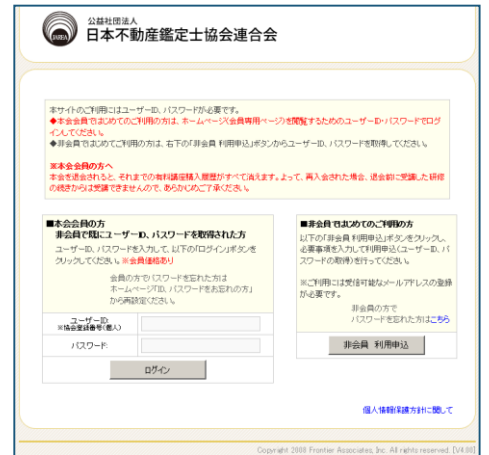 公益社団法人
日本不動産鑑定士協会連合会
本サイトのご利用にはユーザーID、パスワードが必要です。
◆本会会員ではじめてのご利用の方は、ホームページ(会員専用ページ)を閲覧するためのユーザーID・パスワードでログ
インしてください。
◆非会員ではじめてご利用の方は、右下の「非会員 利用申込」ボタンからユーザーID、パスワードを取得してください。
※本会会員の方へ
本会を退会されると、それまでの有料講座購入履歴がすべて消えます。よって、再入会された場合、退会前に受講した研修
の続きからは受講できませんので、あらかじめご了承ください。
■本会会員の方
非会員で既にユーザーID、パスワードを取得された方
ユーザーID、パスワードを入力して、以下の「ログイン」ボタンを
クリックしてください。※会員価格あり
会員の方でパスワードを忘れた方は
ホームページ「ID、パスワードをお忘れの方」
から再設定ください。
ユーザーID:
※協会登録番号(個人)
パスワード:
ログイン
■非会員ではじめてのご利用の方
以下の「非会員 利用申込」ボタンをクリックし、
必要事項を入力して利用申込(ユーザーID、パ
スワードの取得)を行ってください。
※ご利用には受信可能なメールアドレスの登録
が必要です。
非会員の方で
パスワードを忘れた方はこちら
非会員 利用申込
個人情報保護方針に関して
Copyright 2008 Frontier Associates, Inc. All rights reserved.